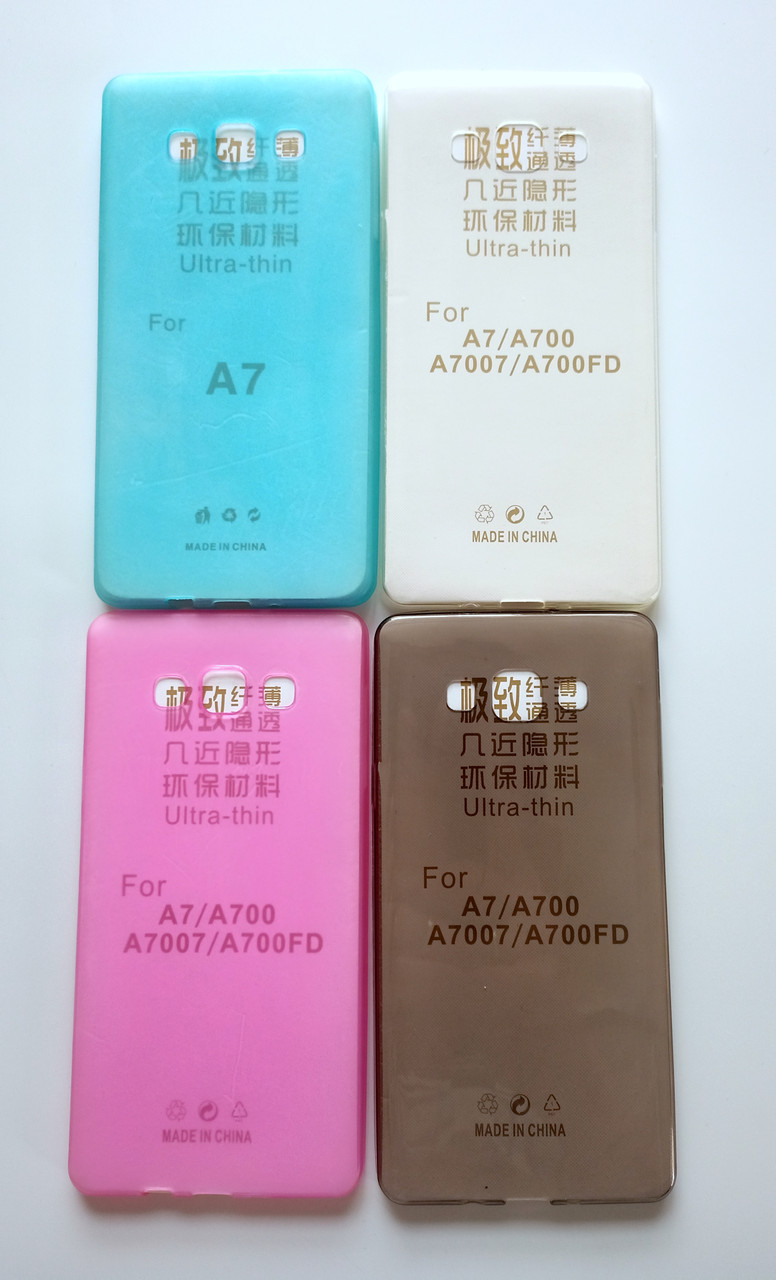 极致纤薄
通透
几近隐形
环保材料
Ultra-thin
For
A7
MADE IN CHINA
极致纤薄
通透
几近隐形
环保材料
Ultra-thin
For
A7/A700
A7007/A700FD
MADE IN CHINA
极致纤薄
通透
几近隐形
环保材料
Ultra-thin
For
A7/A700
A7007/A700FD
MADE IN CHINA
极致纤薄
通透
几近隐形
环保材料
Ultra-thin
For
A7/A700
A7007/A700FD
MADE IN CHINA